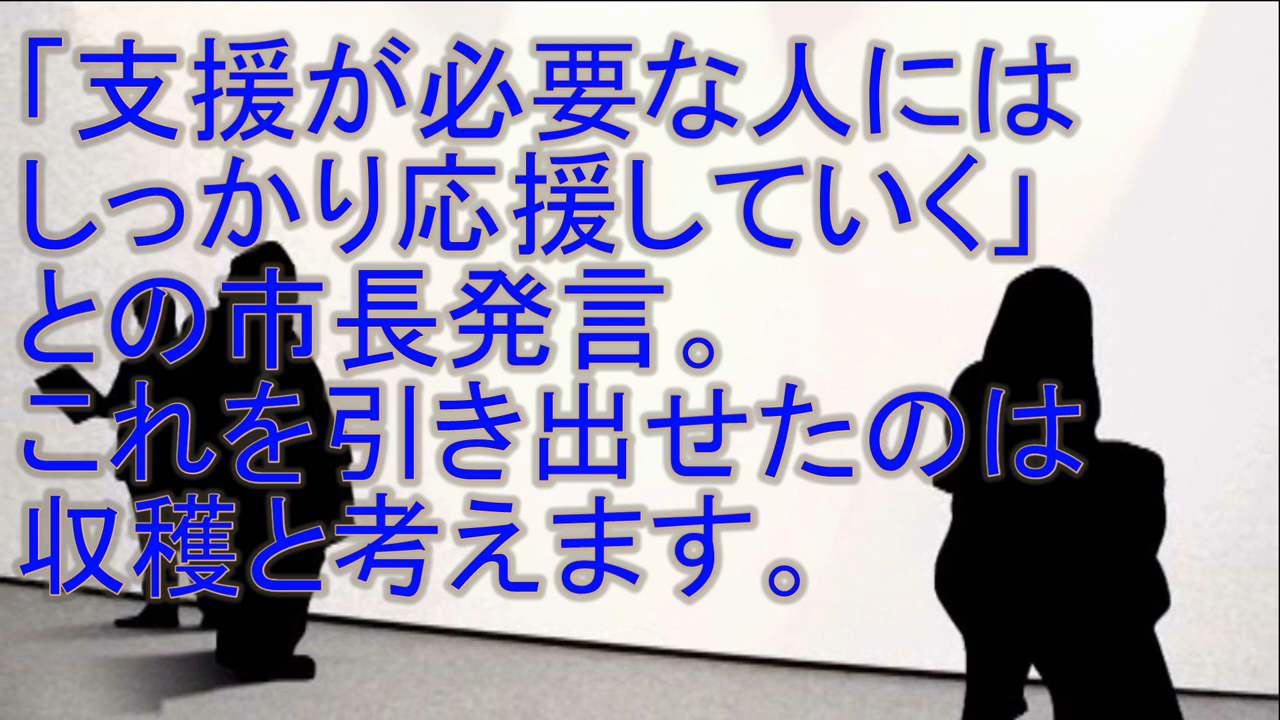 「支援が必要な人には
しっかり応援していく」
との市長発言。
これを引き出せたのは
収穫と考えます。